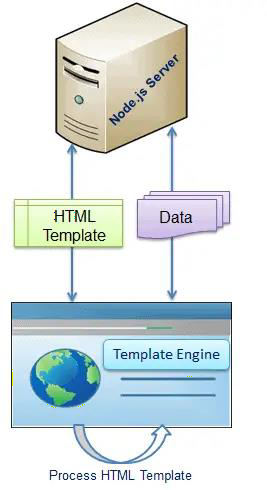 Node.js Server
HTML
Template
Data
Template Engine
Process HTML Template